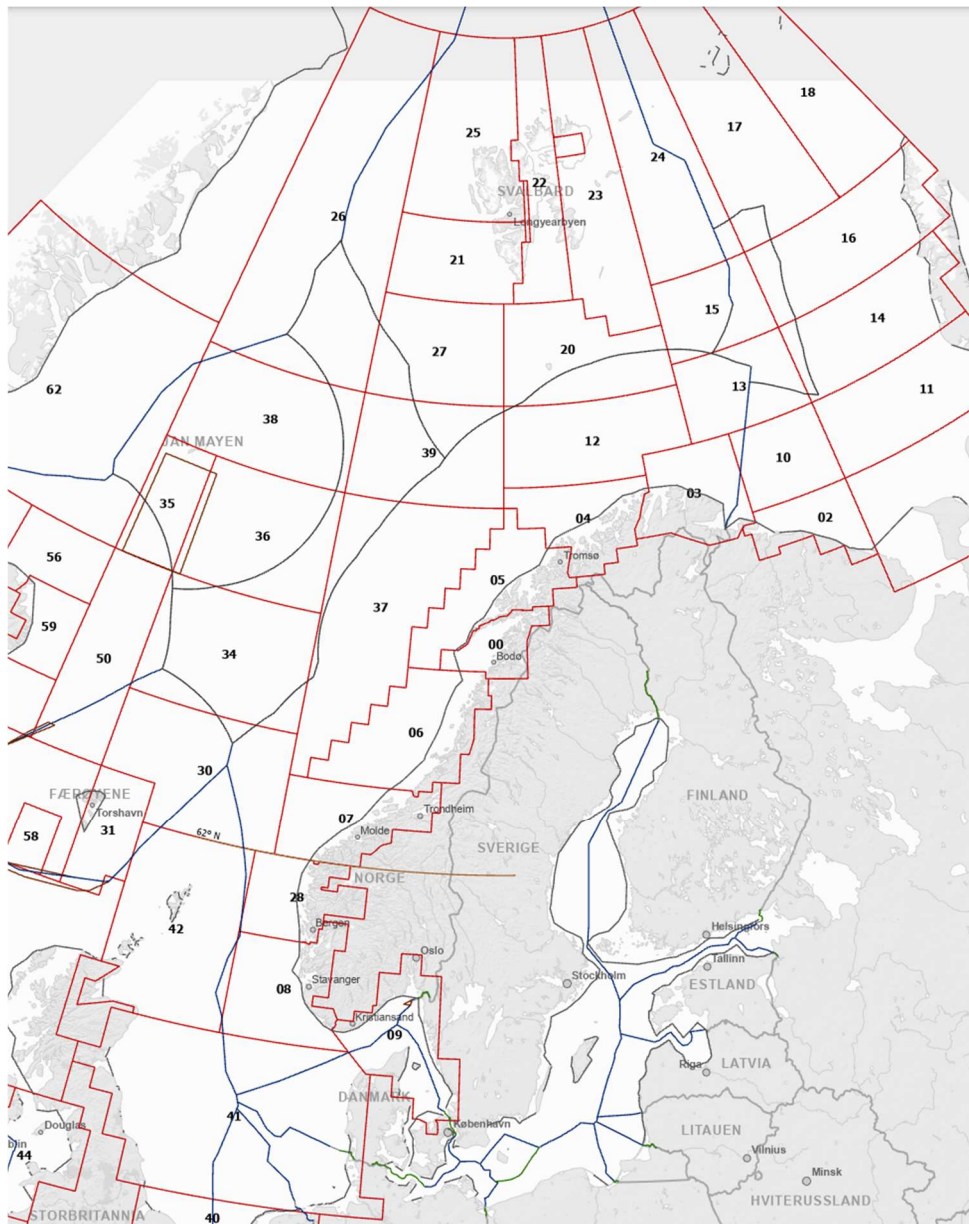 18
25
17
24
22
23
SVALBARD
Longyearbyen
26
16
21
15
14
27
20
62
13
11
38
12
JAN MAYEN
39
10
35
03
04
02
36
56
Tromsø
05
37
59
00
50
34
Bodø
06
30
FINLAND
FÆRØYENE
Torshavn
07
Trondheim
31
62º N
58
Molde
SVERIGE
NORGE
28
42
Bergen
Helsingfors
Oslo
Tallinn
Stockholm
ESTLAND
08
Stavanger
Kristiansand
09
Riga
LATVIA
DANMARK
41
Douglas
København
LITAUEN
blin
44
Vilnius
Minsk
HVITERUSSLAND
STORBRITANNIA
40